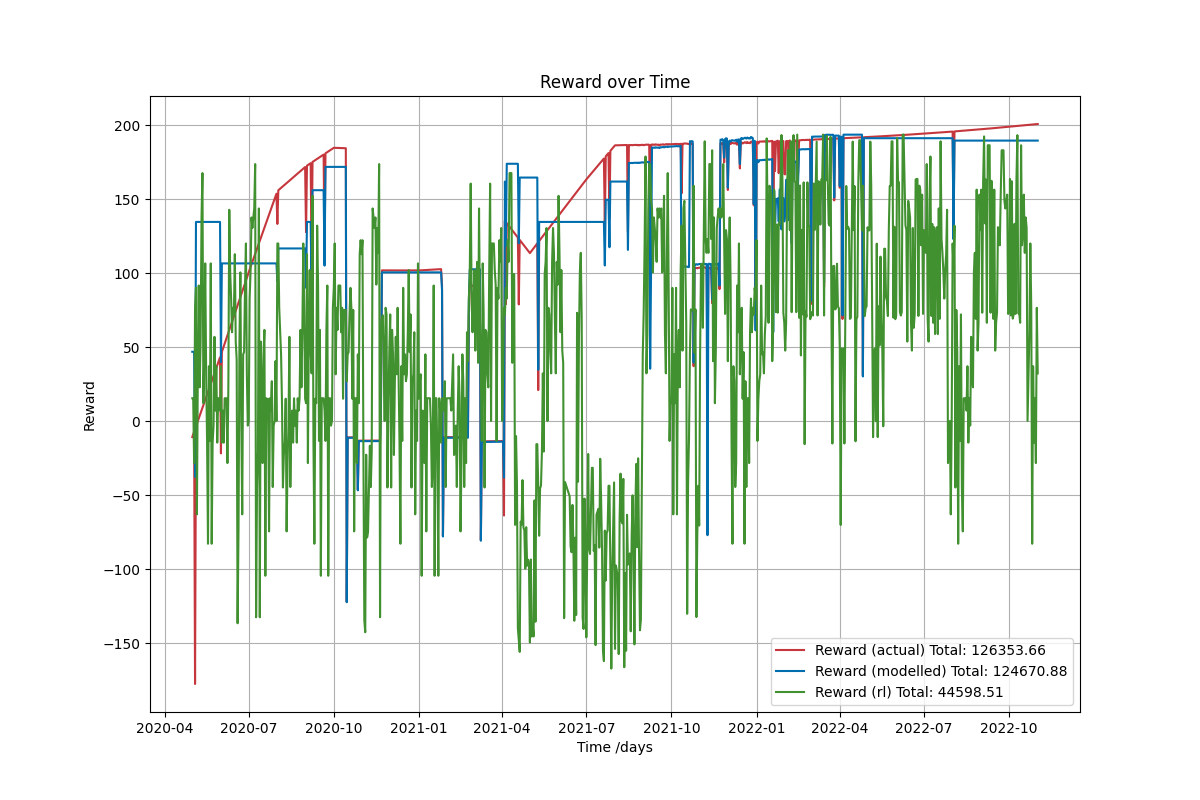 Reward over Time
200
150
100
50
0
−50
−100
−150
Reward
2020-04 2020-07 2020-10 2021-01 2021-04 2021-07 2021-10 2022-01 2022-04 2022-07 2022-10
Time /days
Reward (actual) Total: 126353.66
Reward (modelled) Total: 124670.88
Reward (rl) Total: 44598.51